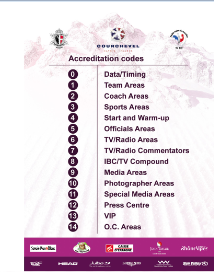 COURCHEVEL
Accreditation codes
0 Data/Timing
1 Team Areas
2 Coach Areas
3 Sports Areas
4 Start and Warm-up
5 Officials Areas
6 TV/Radio Areas
7 TV/Radio Commentators
8 IBC/TV Compound
9 Media Areas
10 Photographer Areas
11 Special Media Areas
12 Press Centre
13 VIP
14 O.C. Areas
HEAD